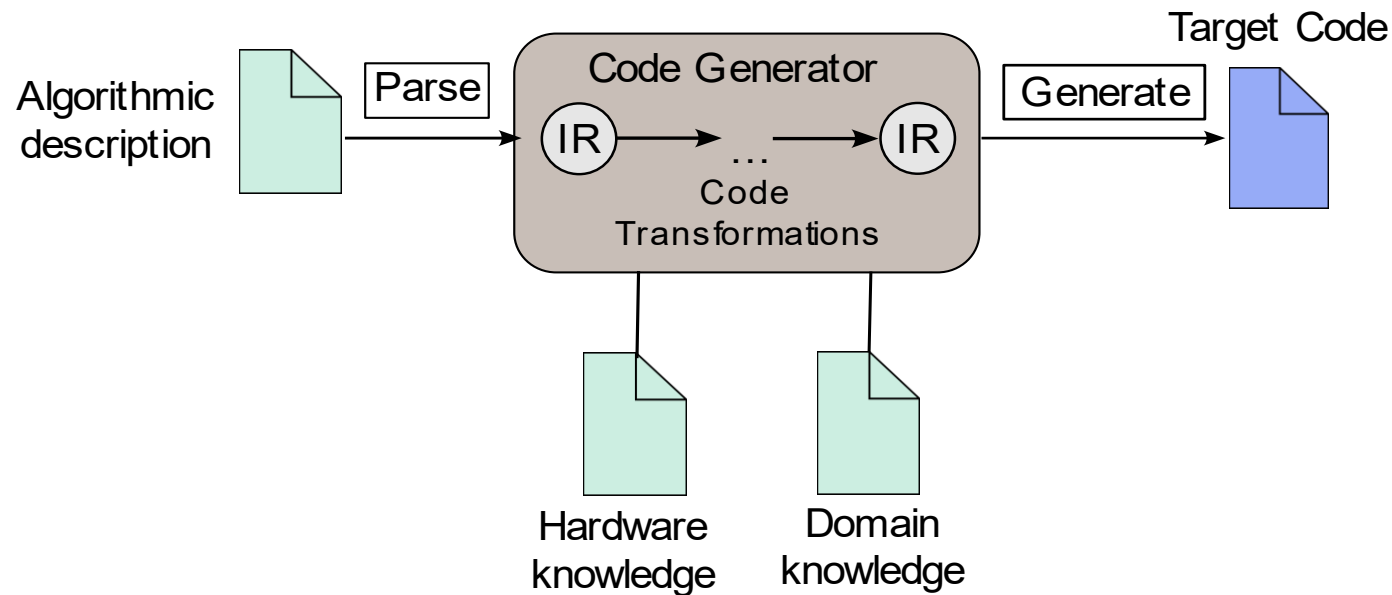 Target Code
Algorithmic
description
Parse
Code Generator
IR
...
IR
Code
Transformations
Generate
Hardware
knowledge
Domain
knowledge